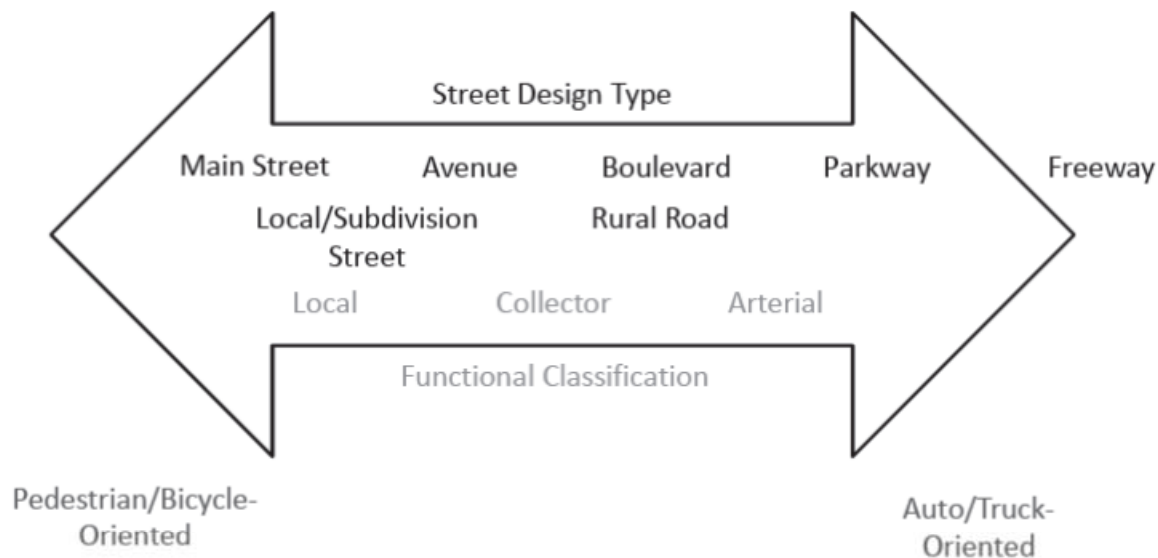 Street Design Type
Main Street Avenue Boulevard Parkway Freeway
Local/Subdivision Rural Road
Street
Local Collector Arterial
Functional Classification
Pedestrian/Bicycle-
Oriented
Auto/Truck-
Oriented